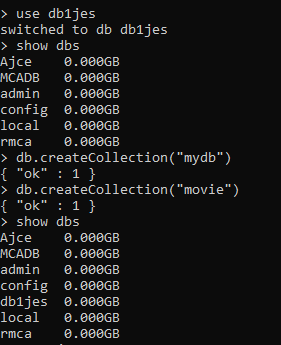 > use db1jes
switched to db db1jes
> show dbs
Ajce    0.000GB
MCADB   0.000GB
admin   0.000GB
config  0.000GB
local   0.000GB
rmca    0.000GB
> db.createCollection("mydb")
{ "ok" : 1 }
> db.createCollection("movie")
{ "ok" : 1 }
> show dbs
Ajce    0.000GB
MCADB   0.000GB
admin   0.000GB
config  0.000GB
db1jes  0.000GB
local   0.000GB
rmca    0.000GB